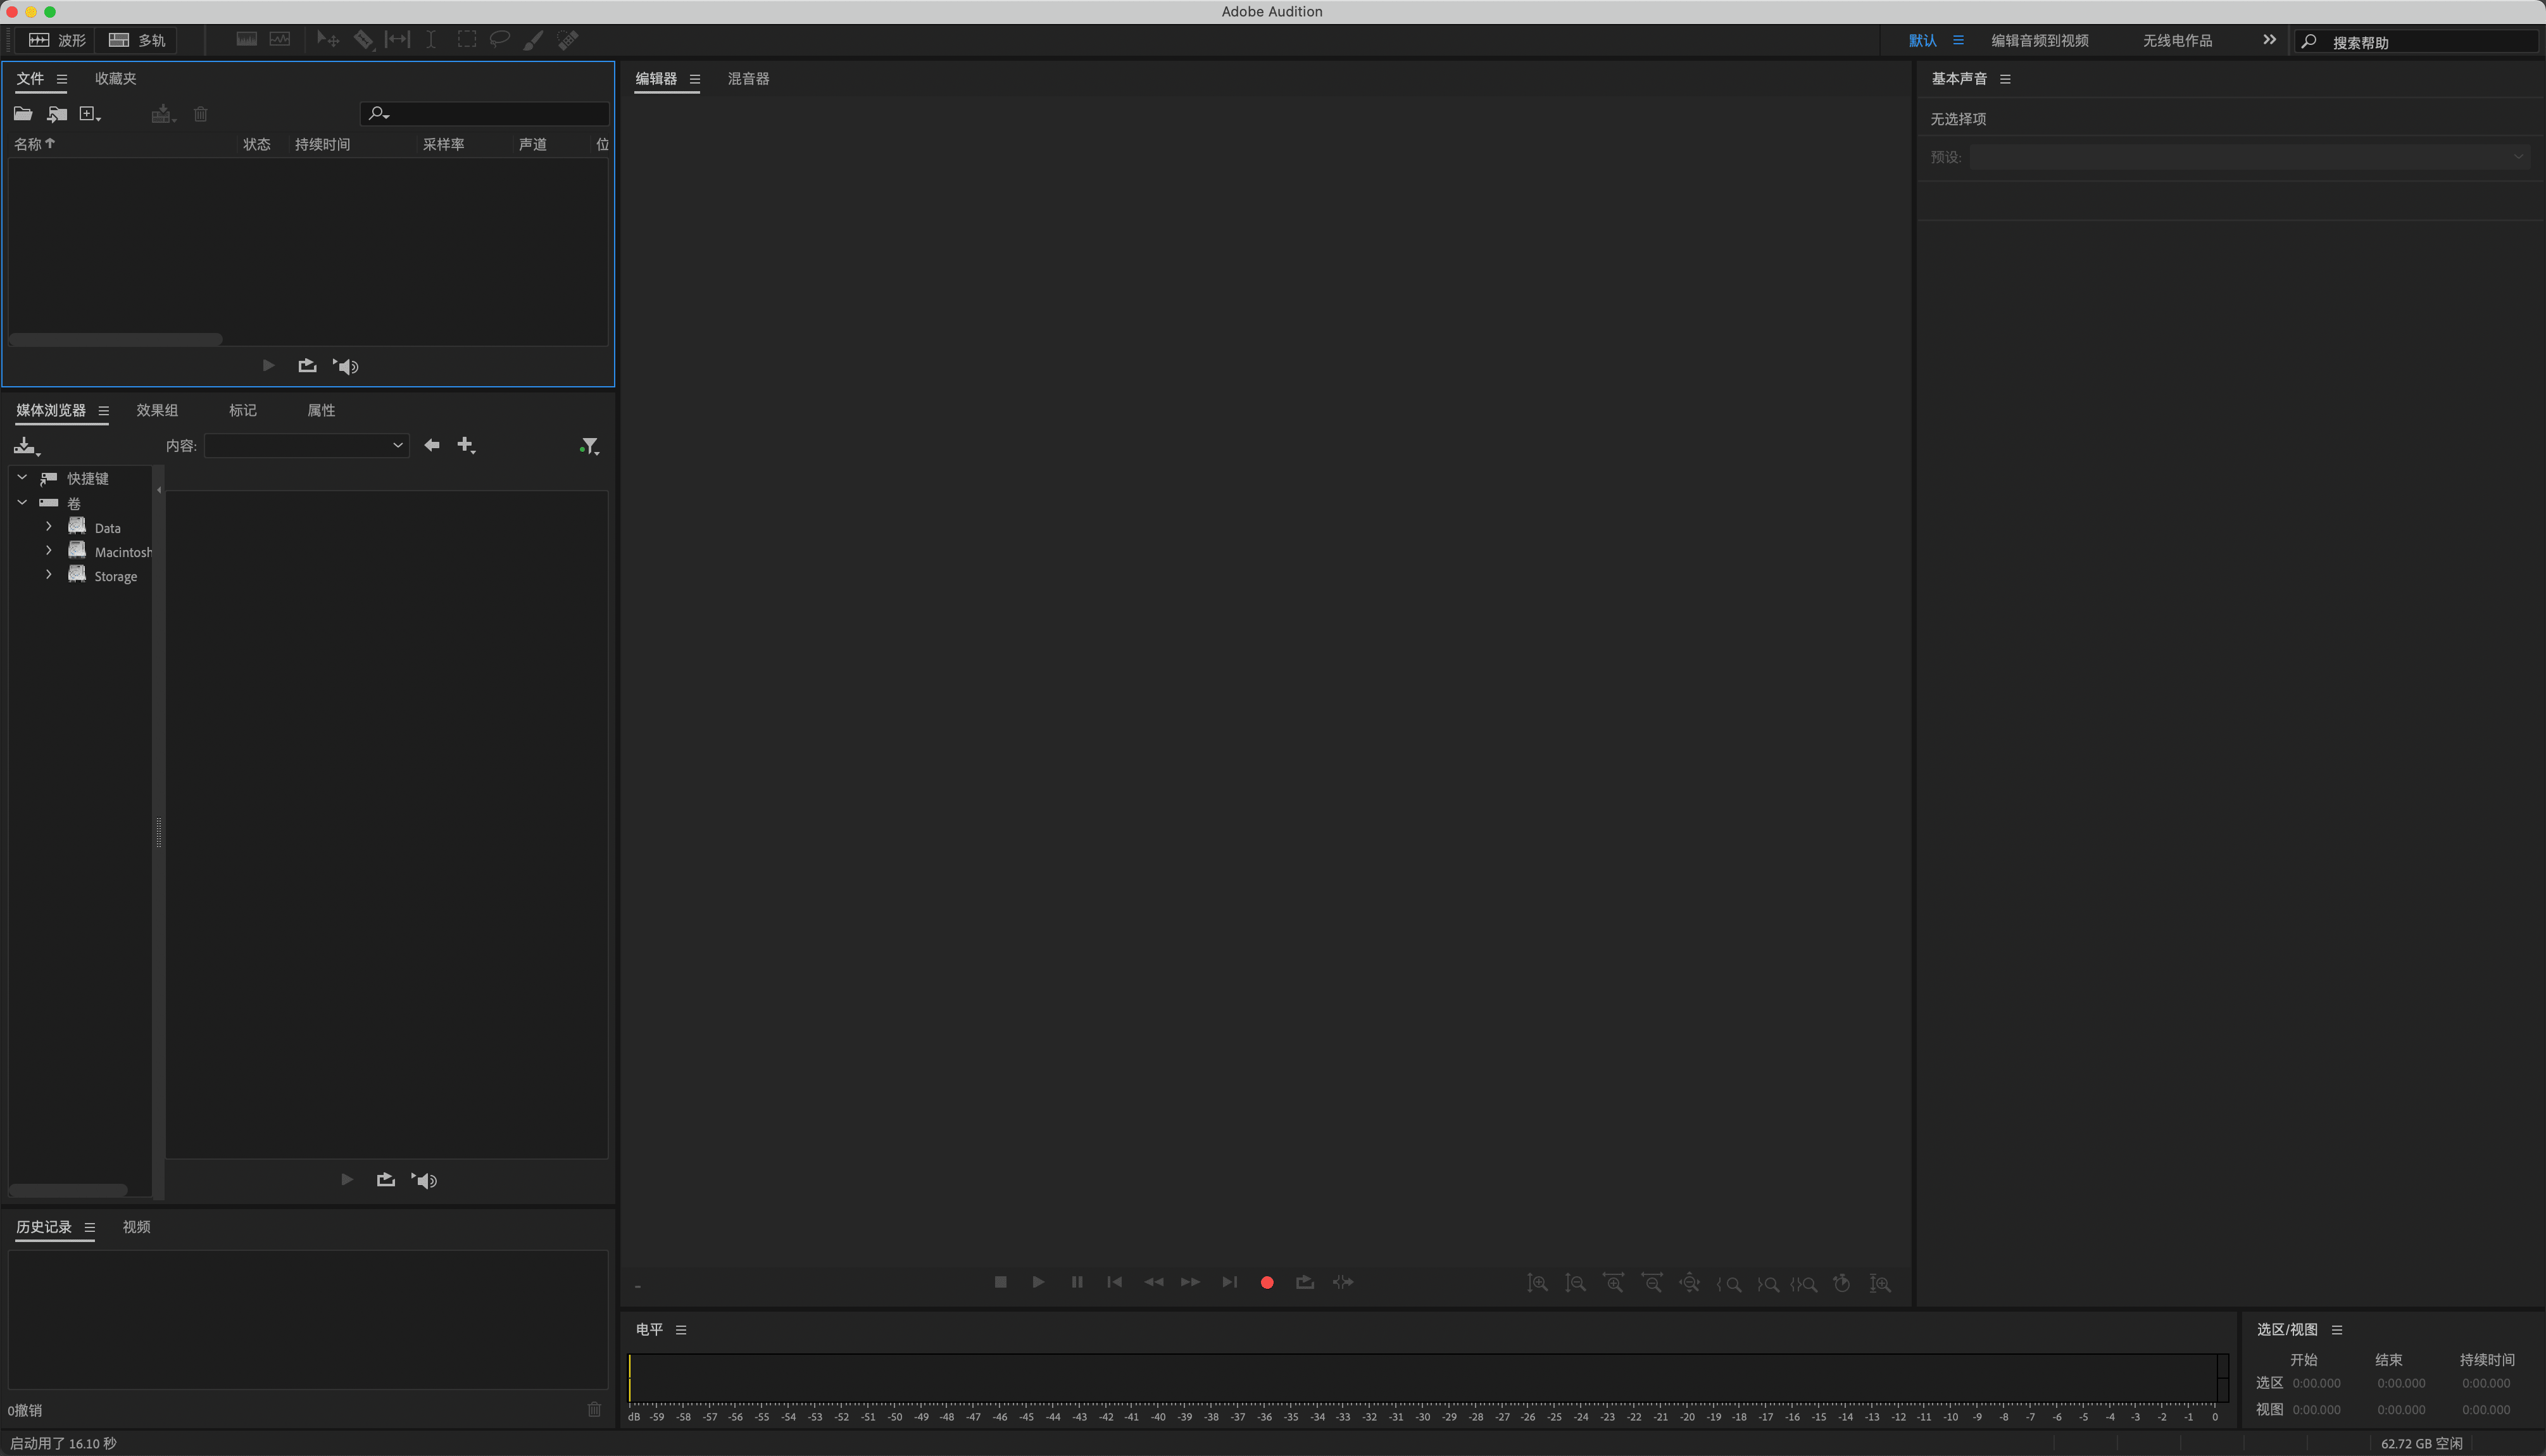 Adobe Audition
波形 多轨 默认 编辑音频到视频 无线电作品 搜索帮助
文件 收藏夹
名称 状态 持续时间 采样率 声道 位
媒体浏览器 效果组 标记 属性
内容:
快捷键
卷
Data
Macintosh
Storage
历史记录 视频
0撤销
启动用了 16.10 秒
编辑器 混音器
电平
dB -59 -58 -57 -56 -55 -54 -53 -52 -51 -50 -49 -48 -47 -46 -45 -44 -43 -42 -41 -40 -39 -38 -37 -36 -35 -34 -33 -32 -31 -30 -29 -28 -27 -26 -25 -24 -23 -22 -21 -20 -19 -18 -17 -16 -15 -14 -13 -12 -11 -10 -9 -8 -7 -6 -5 -4 -3 -2 -1 0
基本声音
无选择项
预设:
选区/视图
开始 结束 持续时间
选区 0:00.000 0:00.000 0:00.000
视图 0:00.000 0:00.000 0:00.000
62.72 GB 空闲